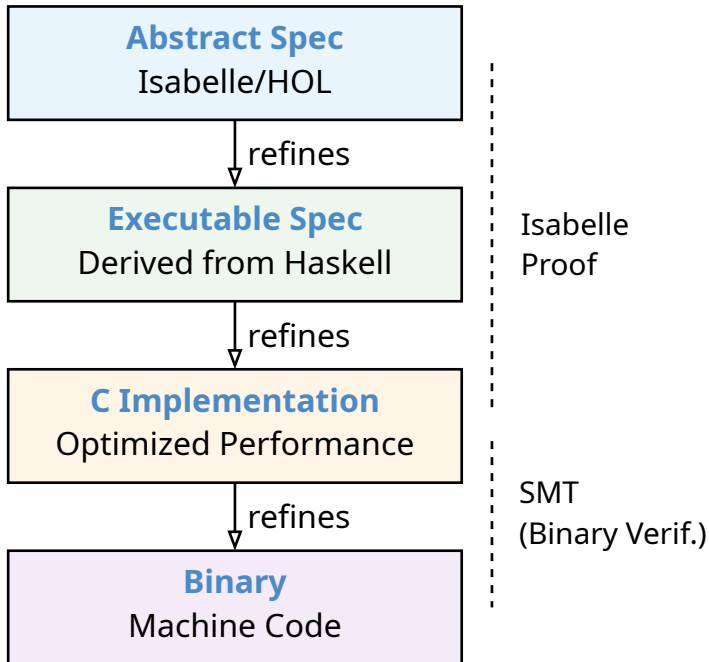 Abstract Spec
Isabelle/HOL
refines
Executable Spec
Derived from Haskell
Isabelle
Proof
refines
C Implementation
Optimized Performance
SMT
(Binary Verif.)
refines
Binary
Machine Code